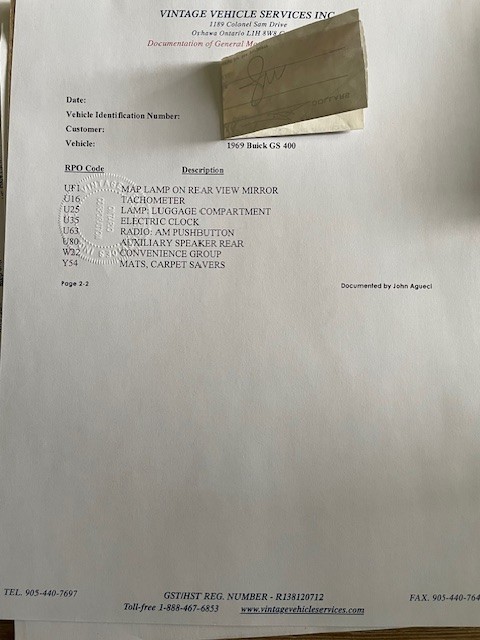 VINTAGE VEHICLE SERVICES INC
1189 Colonel Sam Drive
Oshawa Ontario L1H 8W8
Documentation of General
Date:
Vehicle Identification Number:
Customer:
Vehicle: 1969 Buick GS 400
RPO Code Description
UF1 MAP LAMP ON REAR VIEW MIRROR
U16 TACHOMETER
U25 LAMP: LUGGAGE COMPARTMENT
U35 ELECTRIC CLOCK
U63 RADIO: AM PUSHBUTTON
U80 AUXILIARY SPEAKER REAR
W22 CONVENIENCE GROUP
Y54 MATS, CARPET SAVERS
Page 2-2 Documented by John Agueci
TEL. 905-440-7697 GST/HST REG. NUMBER - R138120712 FAX. 905-440-764
Toll-free 1-888-467-6853 www.vintagevehicleservices.com